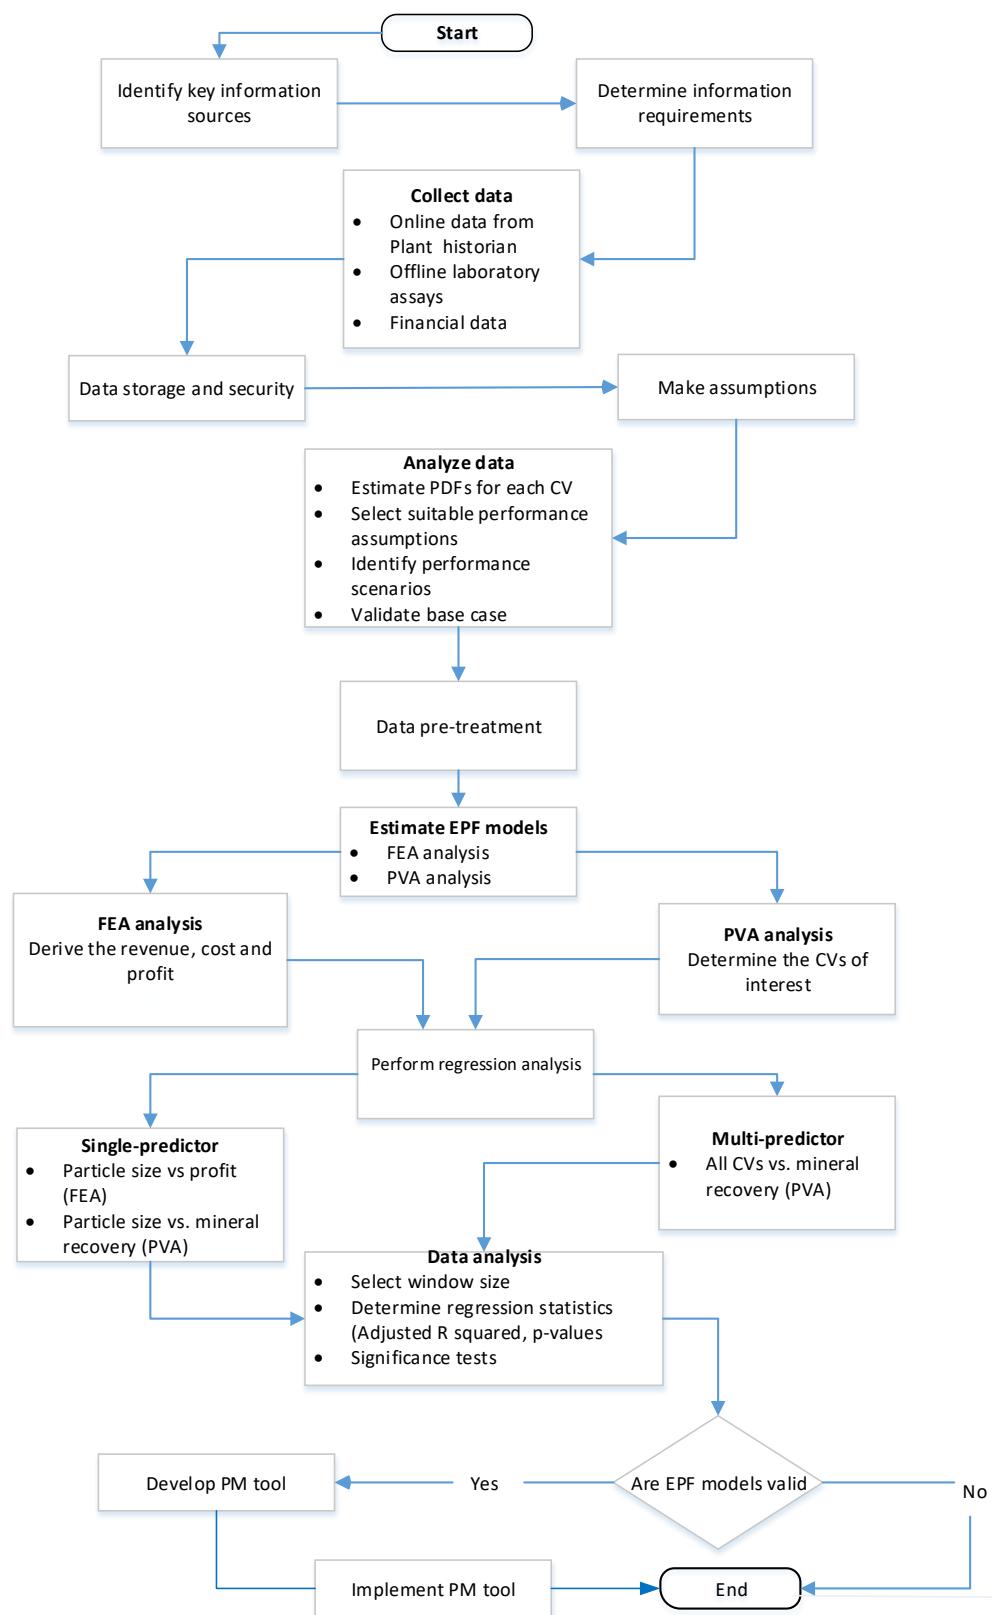 Start
Identify key information
sources
Determine information
requirements
Collect data
• Online data from
Plant historian
• Offline laboratory
assays
• Financial data
Data storage and security
Make assumptions
Analyze data
• Estimate PDFs for each CV
• Select suitable performance
assumptions
• Identify performance
scenarios
• Validate base case
Data pre-treatment
Estimate EPF models
• FEA analysis
• PVA analysis
FEA analysis
Derive the revenue, cost and
profit
PVA analysis
Determine the CVs of
interest
Perform regression analysis
Single-predictor
• Particle size vs profit
(FEA)
• Particle size vs. mineral
recovery (PVA)
Multi-predictor
• All CVs vs. mineral
recovery (PVA)
Data analysis
• Select window size
• Determine regression statistics
(Adjusted R squared, p-values
• Significance tests
Are EPF models valid
Yes
No
Develop PM tool
Implement PM tool
End